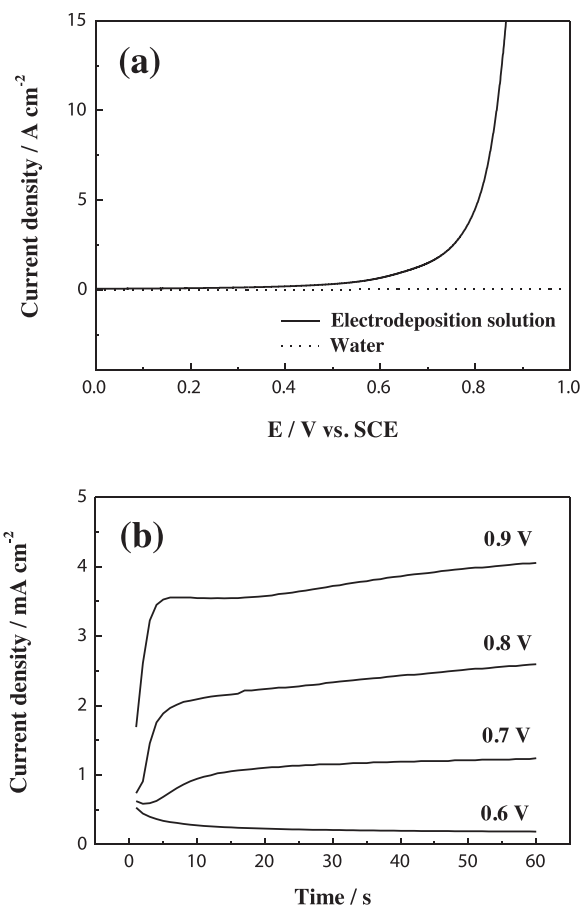 15
(a)
10
5
0
Current density / A cm-2
Electrodeposition solution
Water
0.0 0.2 0.4 0.6 0.8 1.0
E / V vs. SCE
5
(b)
0.9 V
4
3
0.8 V
2
0.7 V
1
0.6 V
0
Current density / mA cm-2
0 10 20 30 40 50 60
Time / s